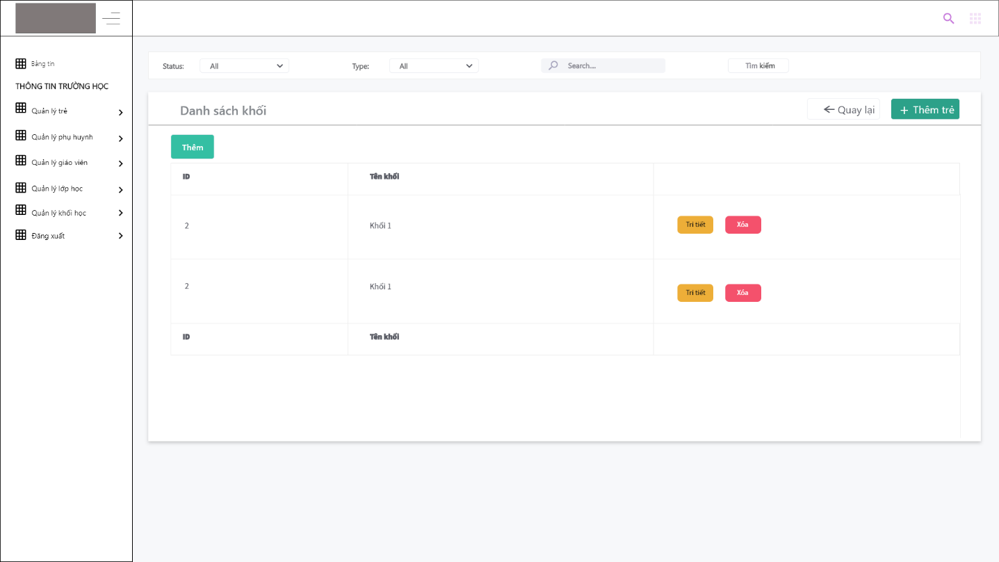 Bảng tin
THÔNG TIN TRƯỜNG HỌC
Quản lý trẻ
Quản lý phụ huynh
Quản lý giáo viên
Quản lý lớp học
Quản lý khối học
Đăng xuất
Status: All Type: All Search.... Tìm kiếm
Danh sách khối Quay lại + Thêm trẻ
Thêm
ID Tên khối
2 Khối 1 Tri tiết Xóa
2 Khối 1 Tri tiết Xóa
ID Tên khối